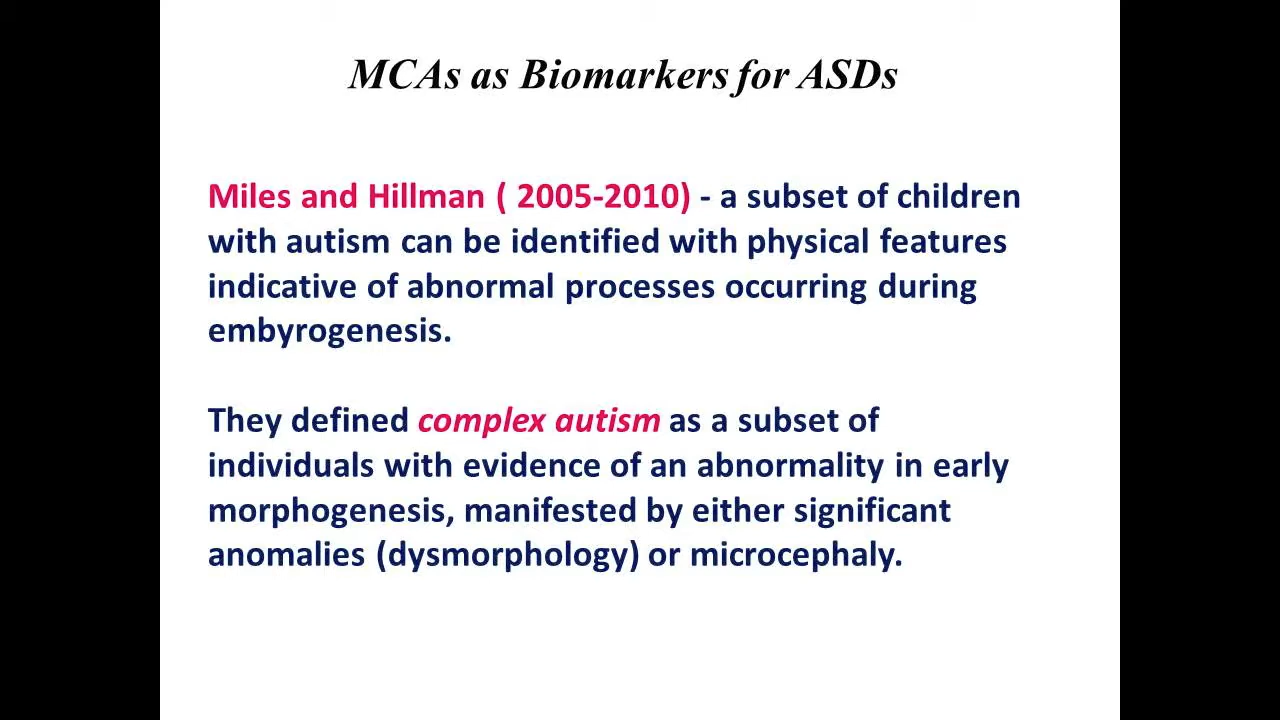 MCAs as Biomarkers for ASDs
Miles and Hillman ( 2005-2010) - a subset of children
with autism can be identified with physical features
indicative of abnormal processes occurring during
embyrogenesis.
They defined complex autism as a subset of
individuals with evidence of an abnormality in early
morphogenesis, manifested by either significant
anomalies (dysmorphology) or microcephaly.